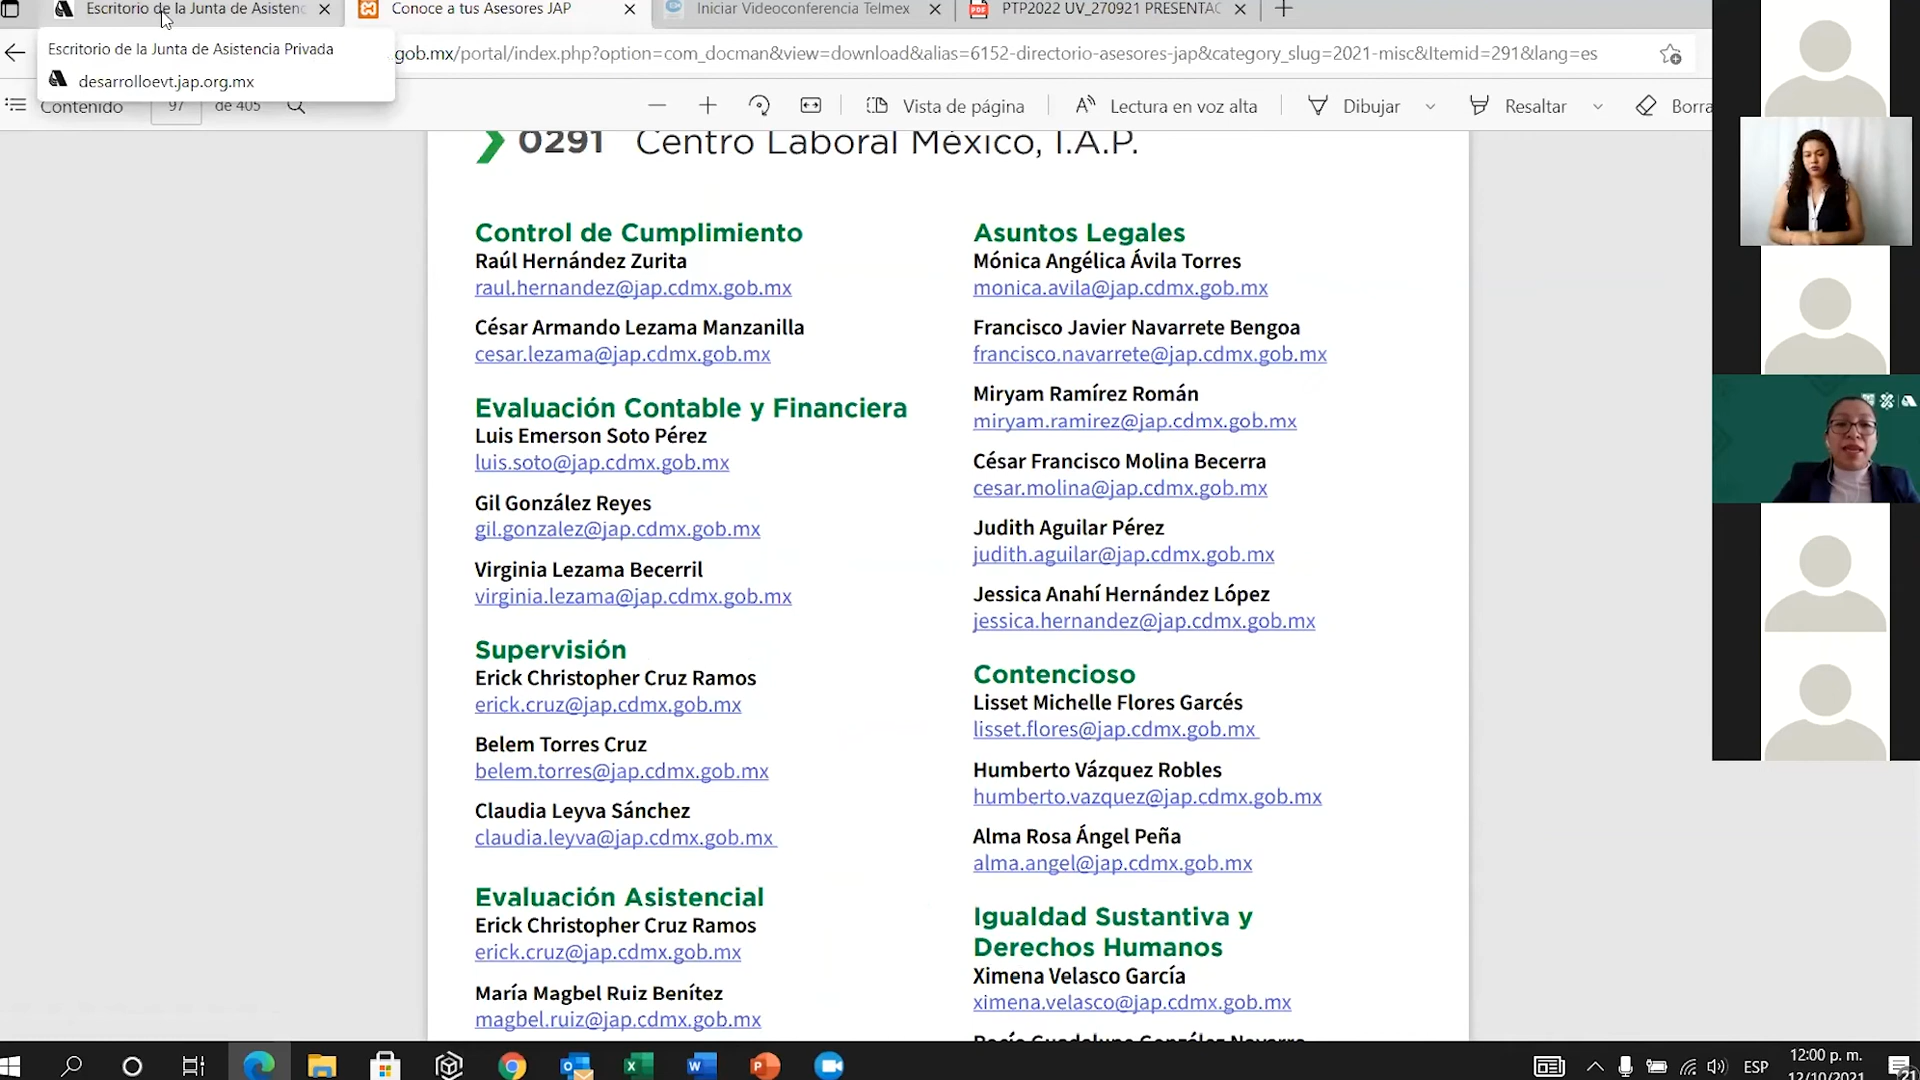 Escritorio de la Junta de Asistenc
Conoce a tus Asesores JAP
Iniciar Videoconferencia Telmex
PTP2022 UV_270921 PRESENTAC
Escritorio de la Junta de Asistencia Privada
desarrolloevt.jap.org.mx
gob.mx/portal/index.php?option=com_docman&view=download&alias=6152-directorio-asesores-jap&category_slug=2021-misc&Itemid=291&lang=es
Contenido
97
de 405
Vista de página
Lectura en voz alta
Dibujar
Resaltar
Borra
0291 Centro Laboral México, I.A.P.
Control de Cumplimiento
Raúl Hernández Zurita
raul.hernandez@jap.cdmx.gob.mx
César Armando Lezama Manzanilla
cesar.lezama@jap.cdmx.gob.mx
Evaluación Contable y Financiera
Luis Emerson Soto Pérez
luis.soto@jap.cdmx.gob.mx
Gil González Reyes
gil.gonzalez@jap.cdmx.gob.mx
Virginia Lezama Becerril
virginia.lezama@jap.cdmx.gob.mx
Supervisión
Erick Christopher Cruz Ramos
erick.cruz@jap.cdmx.gob.mx
Belem Torres Cruz
belem.torres@jap.cdmx.gob.mx
Claudia Leyva Sánchez
claudia.leyva@jap.cdmx.gob.mx
Evaluación Asistencial
Erick Christopher Cruz Ramos
erick.cruz@jap.cdmx.gob.mx
María Magbel Ruiz Benítez
magbel.ruiz@jap.cdmx.gob.mx
Asuntos Legales
Mónica Angélica Ávila Torres
monica.avila@jap.cdmx.gob.mx
Francisco Javier Navarrete Bengoa
francisco.navarrete@jap.cdmx.gob.mx
Miryam Ramírez Román
miryam.ramirez@jap.cdmx.gob.mx
César Francisco Molina Becerra
cesar.molina@jap.cdmx.gob.mx
Judith Aguilar Pérez
judith.aguilar@jap.cdmx.gob.mx
Jessica Anahí Hernández López
jessica.hernandez@jap.cdmx.gob.mx
Contencioso
Lisset Michelle Flores Garcés
lisset.flores@jap.cdmx.gob.mx
Humberto Vázquez Robles
humberto.vazquez@jap.cdmx.gob.mx
Alma Rosa Ángel Peña
alma.angel@jap.cdmx.gob.mx
Igualdad Sustantiva y
Derechos Humanos
Ximena Velasco García
ximena.velasco@jap.cdmx.gob.mx
Rocío Guadalupe González Navarro
ESP
12:00 p. m.
12/10/2021
21